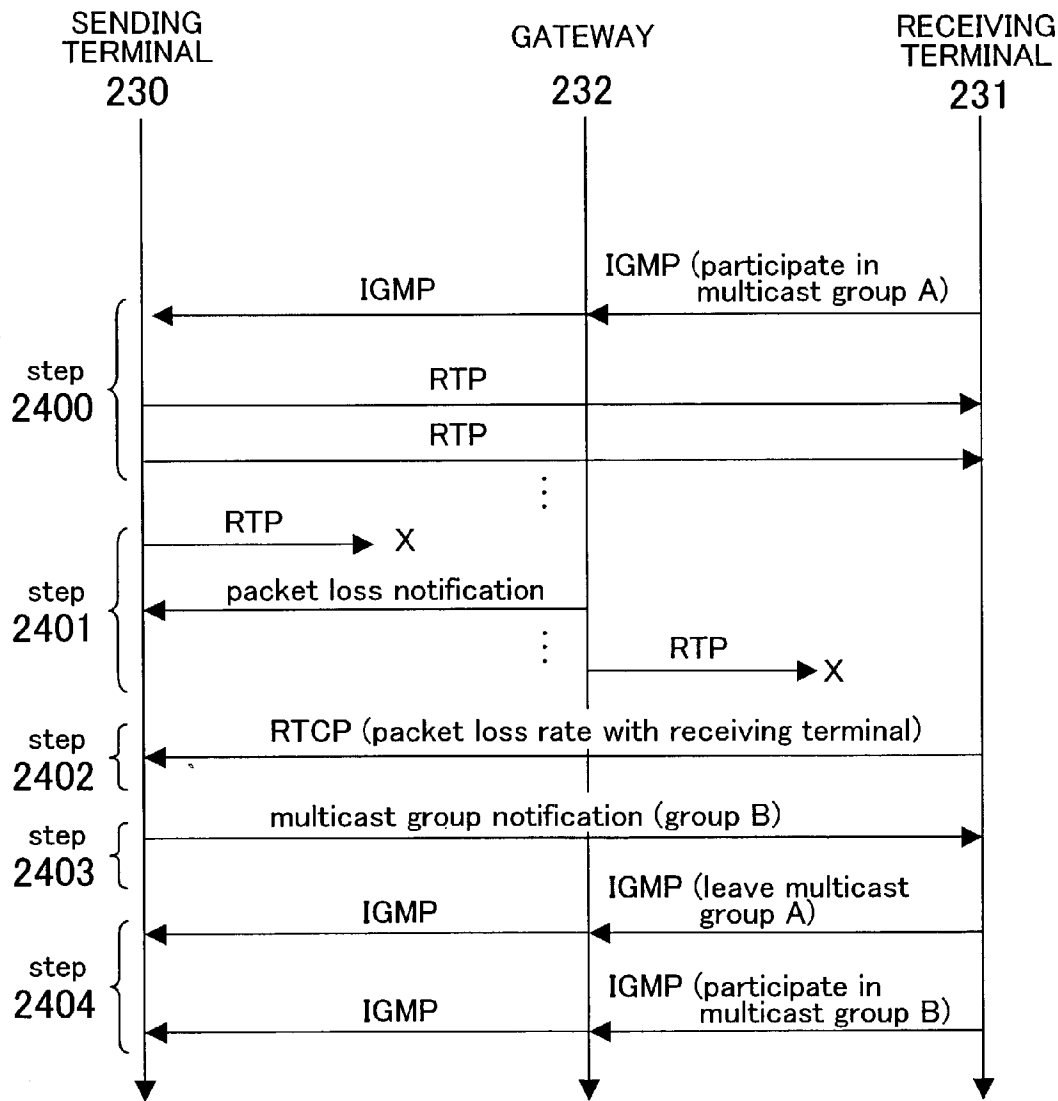 SENDING
TERMINAL
230
GATEWAY
232
RECEIVING
TERMINAL
231
IGMP
IGMP (participate in
multicast group A)
step
2400
RTP
RTP
RTP
X
step
2401
packet loss notification
RTP
X
step
2402
RTCP (packet loss rate with receiving terminal)
step
2403
multicast group notification (group B)
IGMP
IGMP (leave multicast
group A)
step
2404
IGMP
IGMP (participate in
multicast group B)